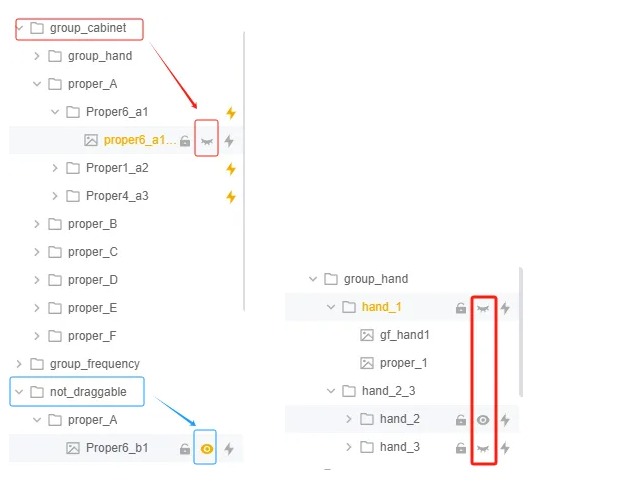 group_cabinet
group_hand
proper_A
Proper6_a1
proper6_a1...
Proper1_a2
Proper4_a3
proper_B
proper_C
proper_D
proper_E
proper_F
group_frequency
not_draggable
proper_A
Proper6_b1
group_hand
hand_1
gf_hand1
proper_1
hand_2_3
hand_2
hand_3